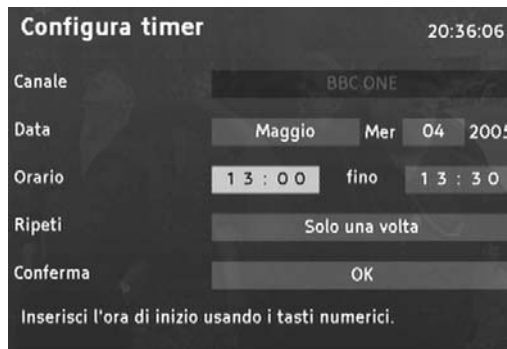 Configura timer 20:36:06
Canale BBC ONE
Data Maggio Mer 04 2005
Orario 13:00 fino 13:30
Ripeti Solo una volta
Conferma OK
Inserisci l'ora di inizio usando i tasti numerici.